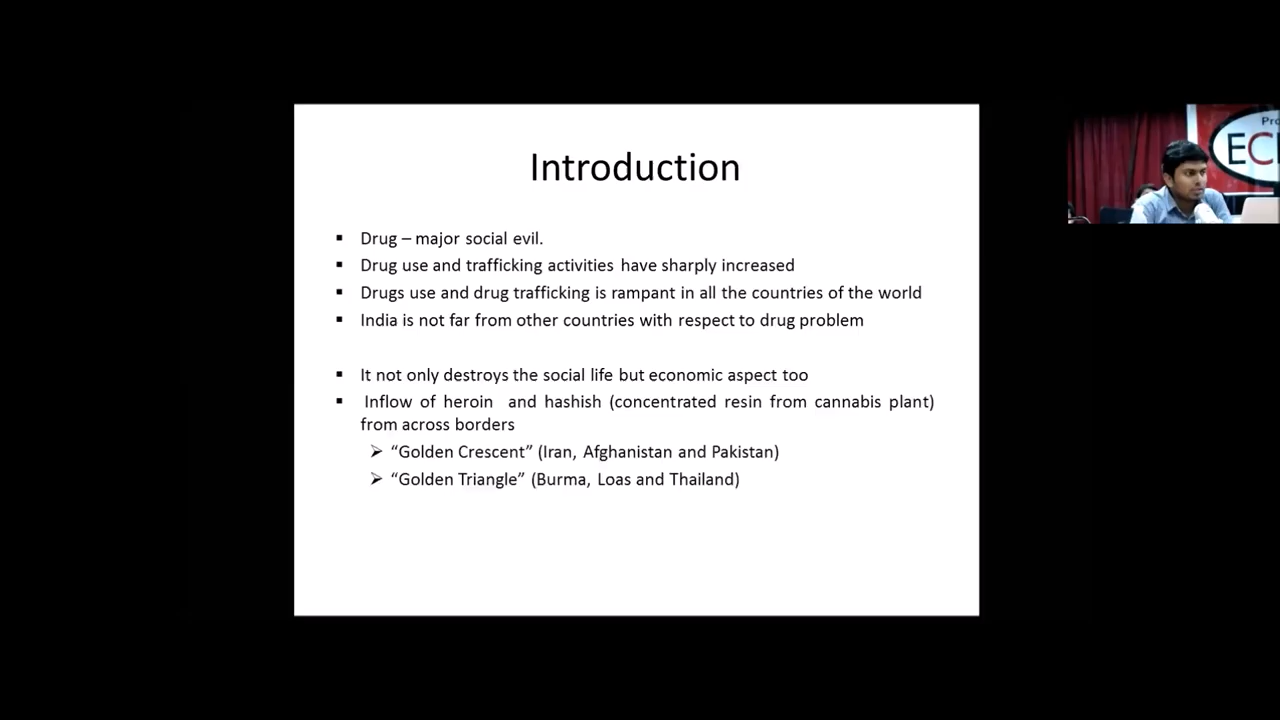 Introduction
▪ Drug – major social evil.
▪ Drug use and trafficking activities have sharply increased
▪ Drugs use and drug trafficking is rampant in all the countries of the world
▪ India is not far from other countries with respect to drug problem
▪ It not only destroys the social life but economic aspect too
▪ Inflow of heroin and hashish (concentrated resin from cannabis plant)
from across borders
➢ “Golden Crescent” (Iran, Afghanistan and Pakistan)
➢ “Golden Triangle” (Burma, Loas and Thailand)